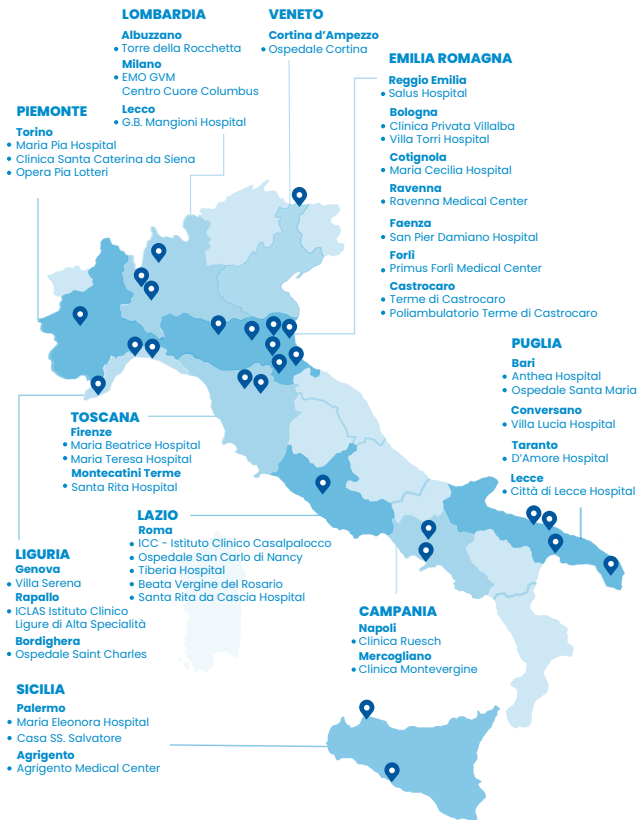 LOMBARDIA
Albuzzano
• Torre della Rocchetta
Milano
• EMO GVM
Centro Cuore Columbus
Lecco
• G.B. Mangioni Hospital
VENETO
Cortina d’Ampezzo
• Ospedale Cortina
EMILIA ROMAGNA
Reggio Emilia
• Salus Hospital
Bologna
• Clinica Privata Villalba
• Villa Torri Hospital
Cotignola
• Maria Cecilia Hospital
Ravenna
• Ravenna Medical Center
Faenza
• San Pier Damiano Hospital
Forlì
• Primus Forlì Medical Center
Castrocaro
• Terme di Castrocaro
• Poliambulatorio Terme di Castrocaro
PIEMONTE
Torino
• Maria Pia Hospital
• Clinica Santa Caterina da Siena
• Opera Pia Lotteri
PUGLIA
Bari
• Anthea Hospital
• Ospedale Santa Maria
Conversano
• Villa Lucia Hospital
Taranto
• D’Amore Hospital
Lecce
• Città di Lecce Hospital
TOSCANA
Firenze
• Maria Beatrice Hospital
• Maria Teresa Hospital
Montecatini Terme
• Santa Rita Hospital
LAZIO
Roma
• ICC - Istituto Clinico Casalpalocco
• Ospedale San Carlo di Nancy
• Tiberia Hospital
• Beata Vergine del Rosario
• Santa Rita da Cascia Hospital
LIGURIA
Genova
• Villa Serena
Rapallo
• ICLAS Istituto Clinico
Ligure di Alta Specialità
Bordighera
• Ospedale Saint Charles
CAMPANIA
Napoli
• Clinica Ruesch
Mercogliano
• Clinica Montevergine
SICILIA
Palermo
• Maria Eleonora Hospital
• Casa SS. Salvatore
Agrigento
• Agrigento Medical Center